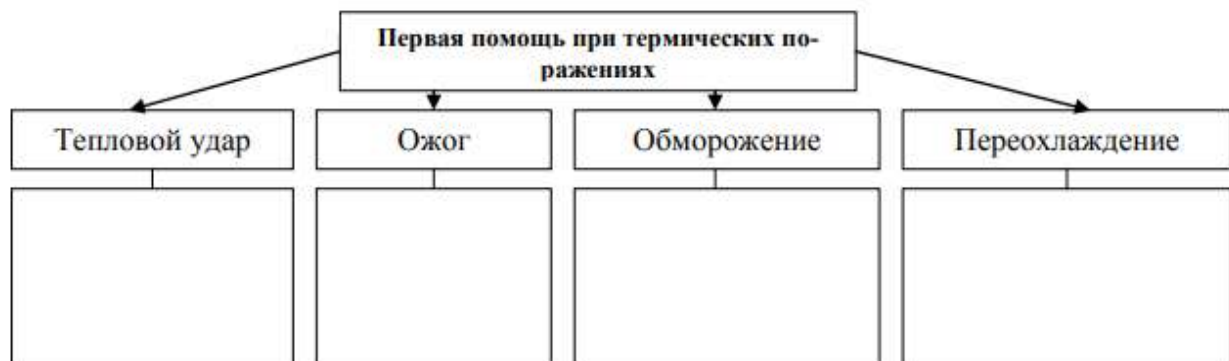 Первая помощь при термических по-
ражениях
Тепловой удар
Ожог
Обморожение
Переохлаждение